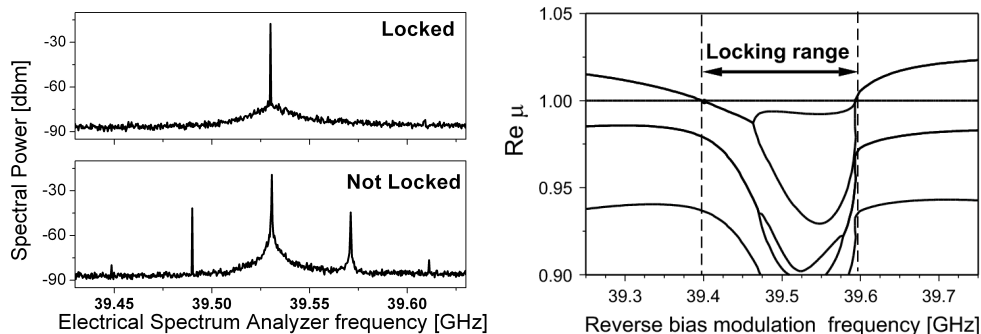 Locked
-30
-60
-90
Not Locked
-30
-60
-90
39.45 39.50 39.55 39.60
Electrical Spectrum Analyzer frequency [GHz]
Spectral Power [dbm]
1.05
1.00
0.95
0.90
Locking range
Re μ
39.3 39.4 39.5 39.6 39.7
Reverse bias modulation frequency [GHz]